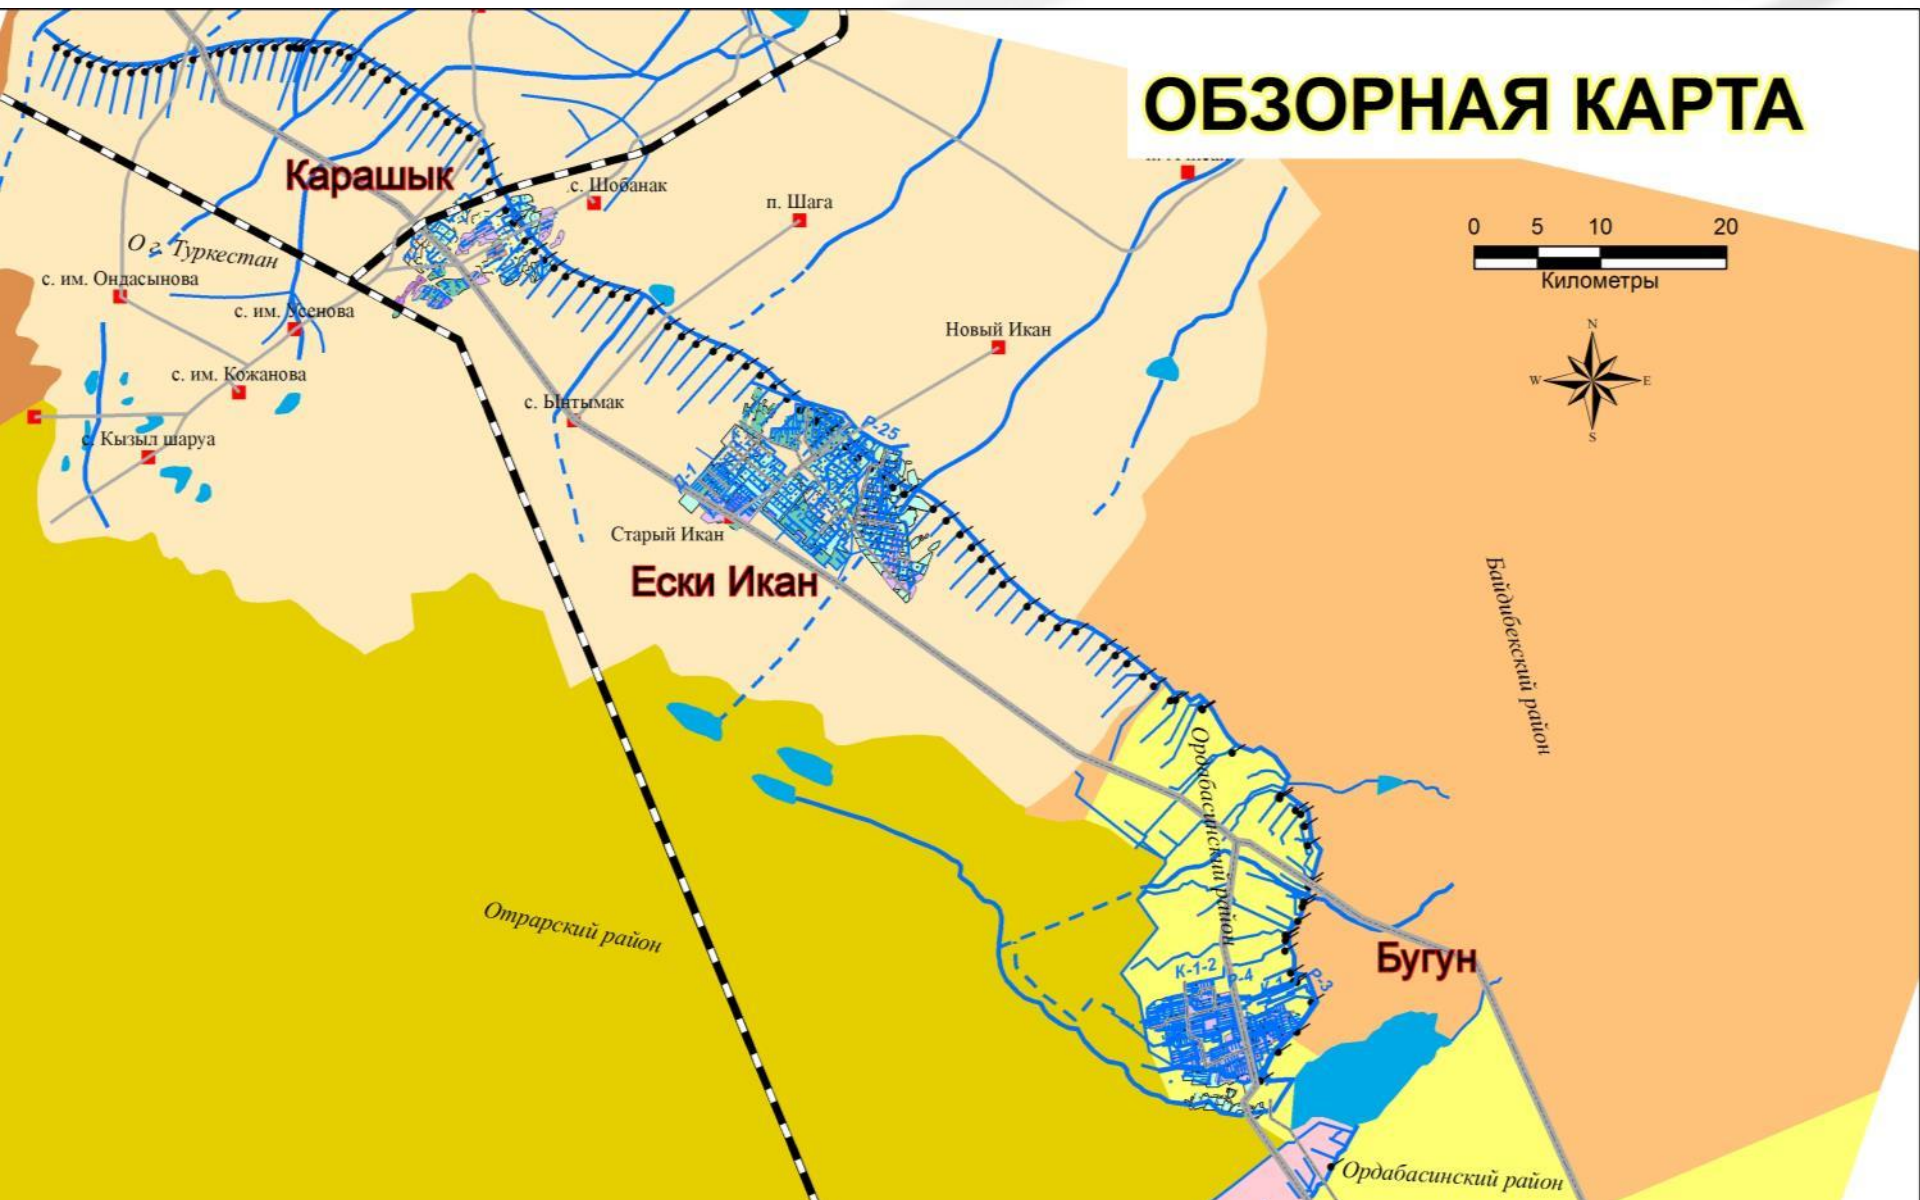 ОБЗОРНАЯ КАРТА
0 5 10 20
Километры
N
W E
S
Карашык
с. Шобанак
п. Шага
О г. Туркестан
с. им. Ондасынова
с. им. Усенова
Новый Икан
с. им. Кожанова
с. Ынтымак
P-25
с. Кызыл шаруа
Старый Икан
Ески Икан
Байдибекский район
Ордабасинский район
Отрарский район
Бугун
К-1-2
P-4
P-3
Ордабасинский район